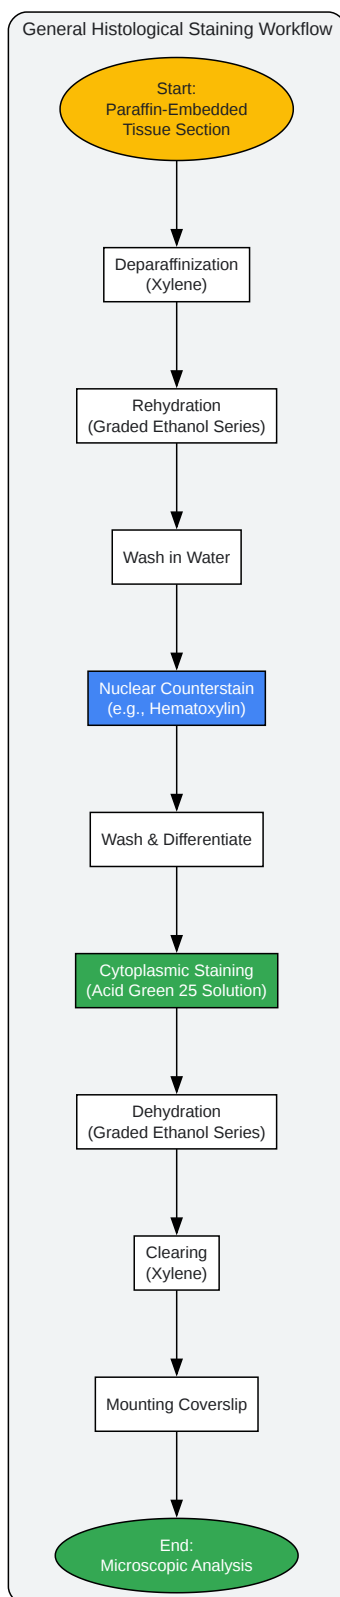 General Histological Staining Workflow
Start:
Paraffin-Embedded
Tissue Section
Deparaffinization
(Xylene)
Rehydration
(Graded Ethanol Series)
Wash in Water
Nuclear Counterstain
(e.g., Hematoxylin)
Wash & Differentiate
Cytoplasmic Staining
(Acid Green 25 Solution)
Dehydration
(Graded Ethanol Series)
Clearing
(Xylene)
Mounting Coverslip
End:
Microscopic Analysis